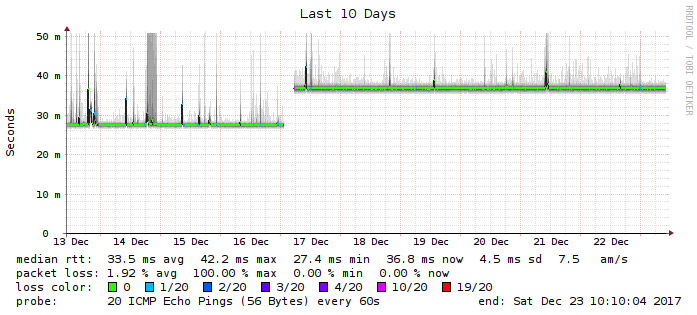 Last 10 Days
RRDTOOL / TOBI OETIKER
Seconds
50 m
40 m
30 m
20 m
10 m
0
13 Dec 14 Dec 15 Dec 16 Dec 17 Dec 18 Dec 19 Dec 20 Dec 21 Dec 22 Dec
median rtt: 33.5 ms avg 42.2 ms max 27.4 ms min 36.8 ms now 4.5 ms sd 7.5 am/s
packet loss: 1.92 % avg 100.00 % max 0.00 % min 0.00 % now
loss color: 0 1/20 2/20 3/20 4/20 10/20 19/20
probe: 20 ICMP Echo Pings (56 Bytes) every 60s end: Sat Dec 23 10:10:04 2017